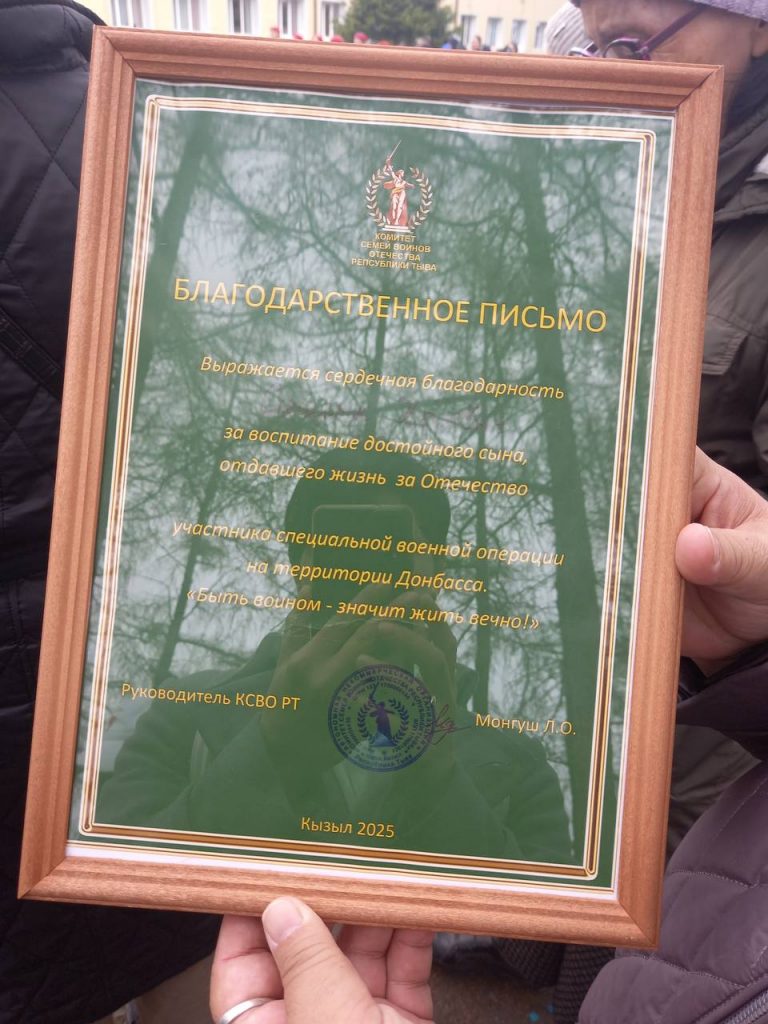 КОМИТЕТ
СЕМЕЙ ВОИНОВ
ОТЕЧЕСТВА
РЕПСУБЛИКИ ТЫВА
БЛАГОДАРСТВЕННОЕ ПИСЬМО
Выражается сердечная благодарность
за воспитание достойного сына,
отдавшего жизнь за Отечество
участника специальной военной операции
на территории Донбасса.
«Быть воином - значит жить вечно!»
Руководитель КСВО РТ
Монгуш Л.О.
Кызыл 2025